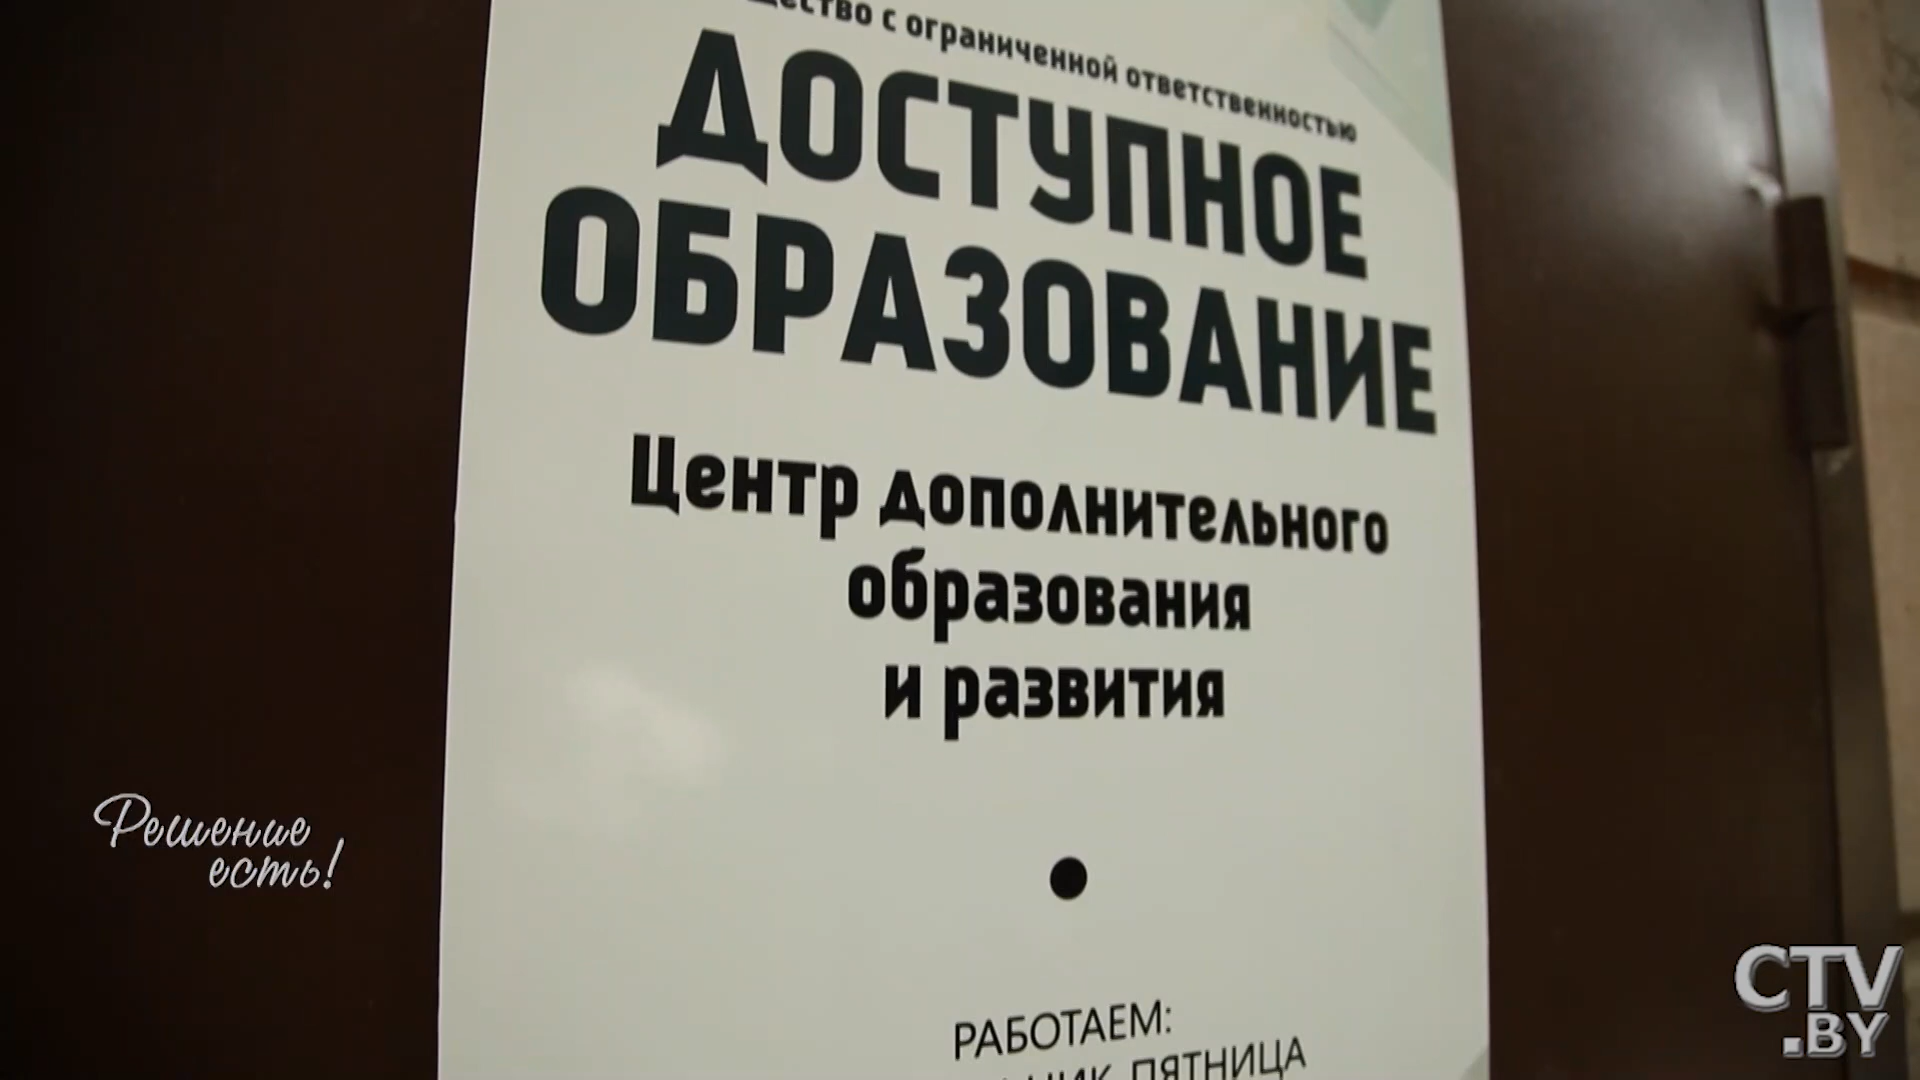 с ограниченной ответственностью
ДОСТУПНОЕ
ОБРАЗОВАНИЕ
Центр дополнительного
образования
и развития
РАБОТАЕМ:
ПЯТНИЦА
Решение
есть!
CTV
.BY